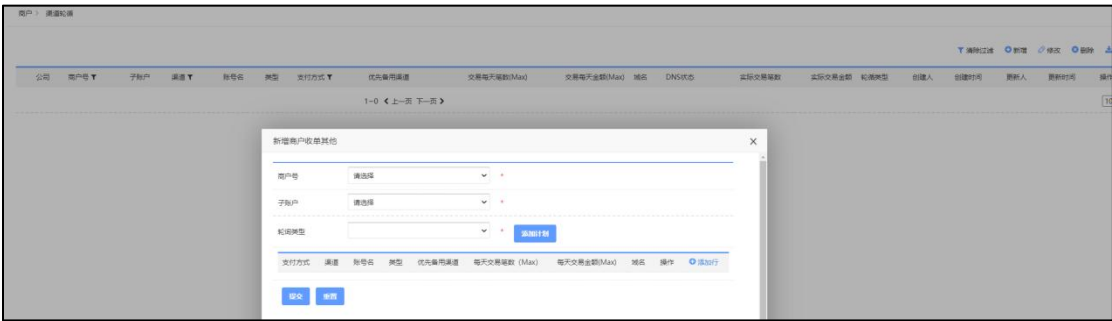 商户 > 渠道轮循
清除过滤 新增 修改 删除
公司 商户号 子账户 渠道 账号名 类型 支付方式 优先备用渠道 交易每天笔数(Max) 交易每天金额(Max) 域名 DNS状态 实际交易笔数 实际交易金额 轮循类型 创建人 创建时间 更新人 更新时间 操作
1-0 上一页 下一页 10
新增商户收单其他 ×
商户号 请选择 *
子账户 请选择 *
轮询类型 * 添加计划
支付方式 渠道 账号名 类型 优先备用渠道 每天交易笔数 (Max) 每天交易金额(Max) 域名 操作 添加行
提交 重置